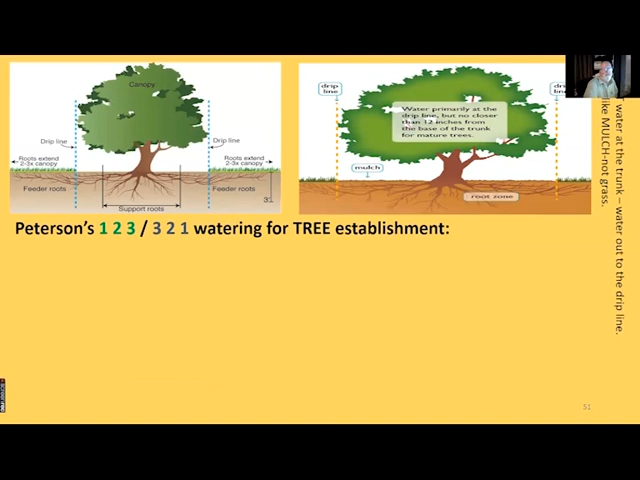 Canopy
Drip line
Drip line
Roots extend
2-3x canopy
Roots extend
2-3x canopy
Feeder roots
Feeder roots
Support roots
31
drip
line
Water primarily at the
drip line, but no closer
than 12 inches from
the base of the trunk
for mature trees.
mulch
root zone
water at the trunk – water out to the drip line.
like MULCH-not grass.
Peterson's 1 2 3 / 3 2 1 watering for TREE establishment:
51